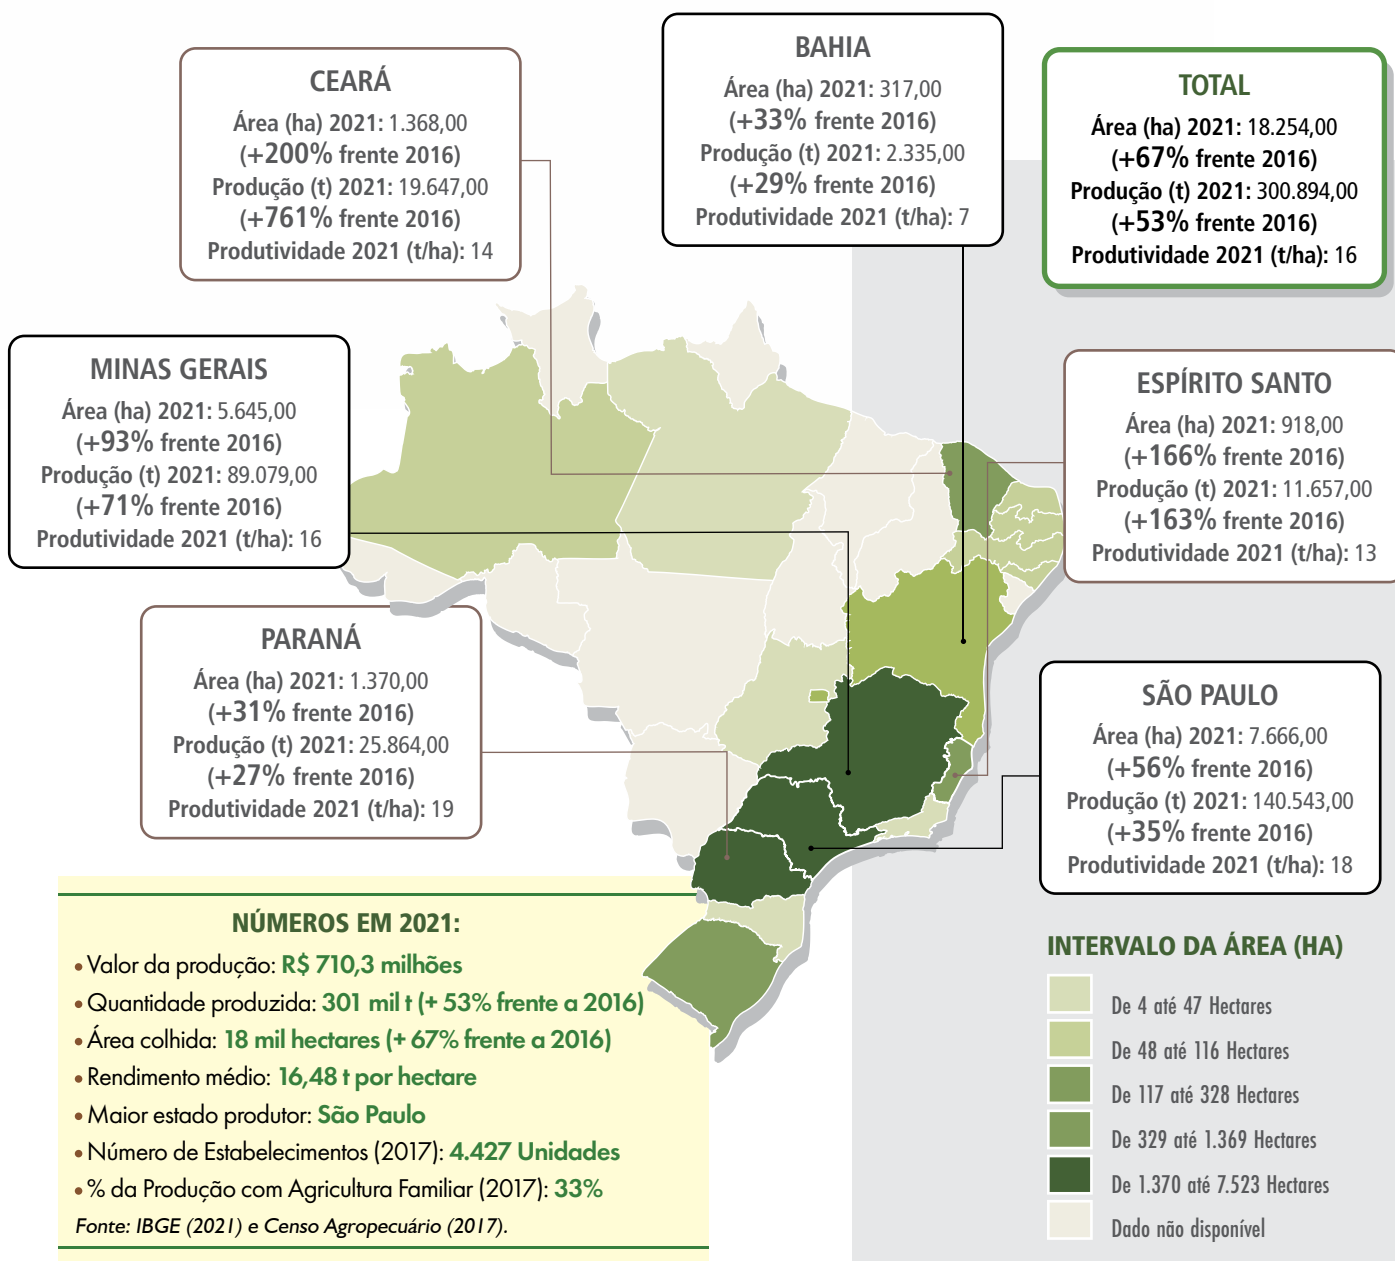 CEARÁ
Área (ha) 2021: 1.368,00
(+200% frente 2016)
Produção (t) 2021: 19.647,00
(+761% frente 2016)
Produtividade 2021 (t/ha): 14
BAHIA
Área (ha) 2021: 317,00
(+33% frente 2016)
Produção (t) 2021: 2.335,00
(+29% frente 2016)
Produtividade 2021 (t/ha): 7
TOTAL
Área (ha) 2021: 18.254,00
(+67% frente 2016)
Produção (t) 2021: 300.894,00
(+53% frente 2016)
Produtividade 2021 (t/ha): 16
MINAS GERAIS
Área (ha) 2021: 5.645,00
(+93% frente 2016)
Produção (t) 2021: 89.079,00
(+71% frente 2016)
Produtividade 2021 (t/ha): 16
ESPÍRITO SANTO
Área (ha) 2021: 918,00
(+166% frente 2016)
Produção (t) 2021: 11.657,00
(+163% frente 2016)
Produtividade 2021 (t/ha): 13
PARANÁ
Área (ha) 2021: 1.370,00
(+31% frente 2016)
Produção (t) 2021: 25.864,00
(+27% frente 2016)
Produtividade 2021 (t/ha): 19
SÃO PAULO
Área (ha) 2021: 7.666,00
(+56% frente 2016)
Produção (t) 2021: 140.543,00
(+35% frente 2016)
Produtividade 2021 (t/ha): 18
NÚMEROS EM 2021:
• Valor da produção: R$ 710,3 milhões
• Quantidade produzida: 301 mil t (+ 53% frente a 2016)
• Área colhida: 18 mil hectares (+ 67% frente a 2016)
• Rendimento médio: 16,48 t por hectare
• Maior estado produtor: São Paulo
• Número de Estabelecimentos (2017): 4.427 Unidades
• % da Produção com Agricultura Familiar (2017): 33%
Fonte: IBGE (2021) e Censo Agropecuário (2017).
INTERVALO DA ÁREA (HA)
De 4 até 47 Hectares
De 48 até 116 Hectares
De 117 até 328 Hectares
De 329 até 1.369 Hectares
De 1.370 até 7.523 Hectares
Dado não disponível